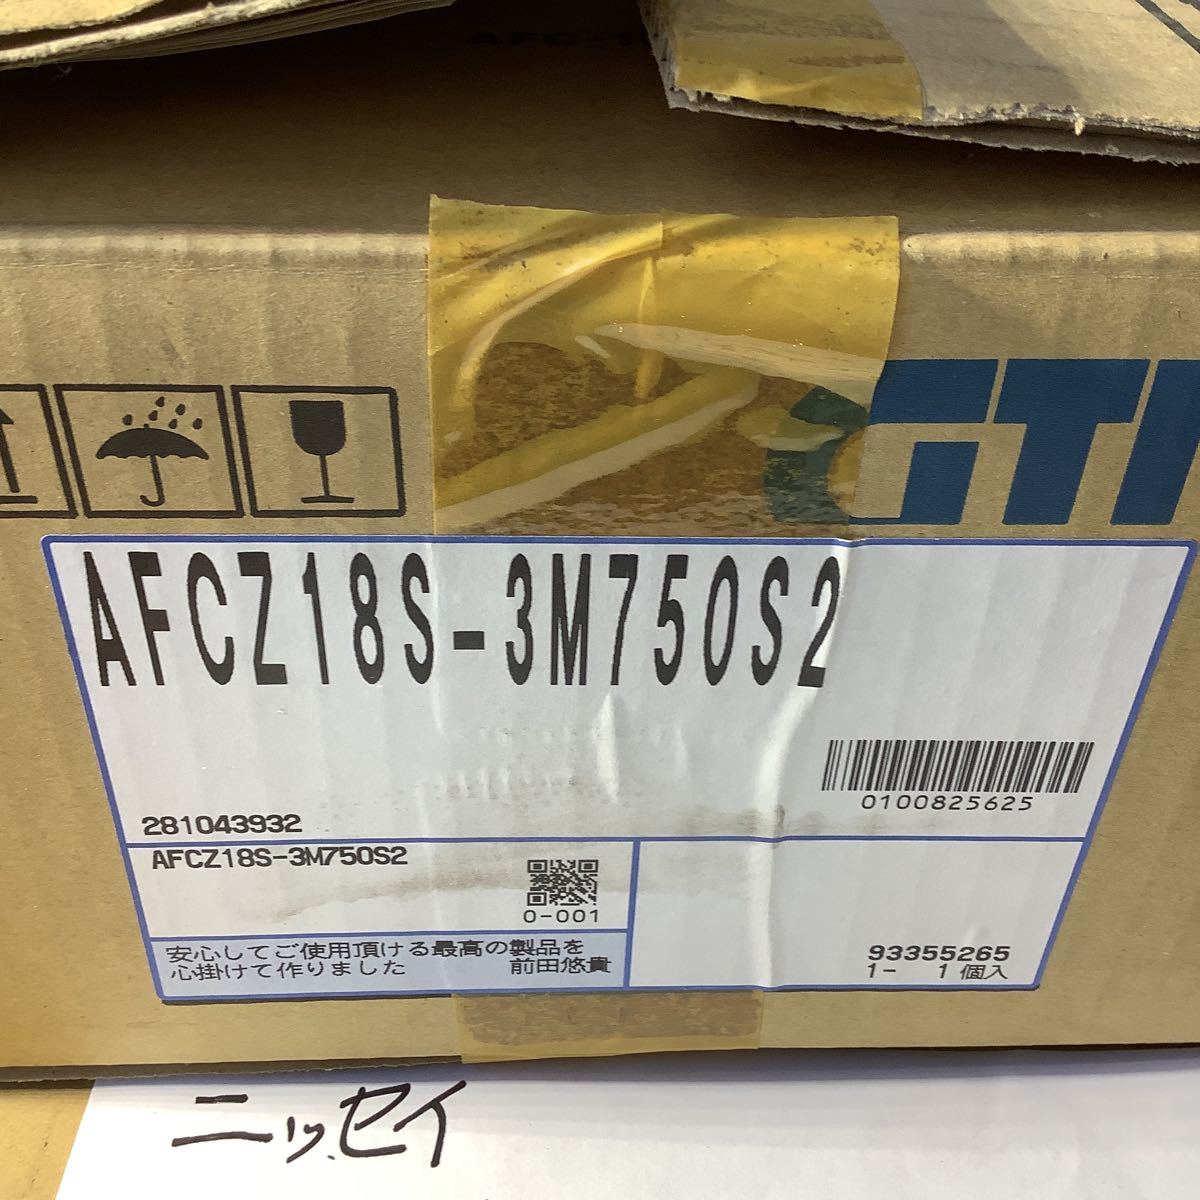 GTR
AFCZ18S-3M750S2
0100825625
281043932
AFCZ18S-3M750S2
0-001
安心してご使用頂ける最高の製品を
心掛けて作りました 前田悠貴
93355265
1- 1個入
ニッセイ